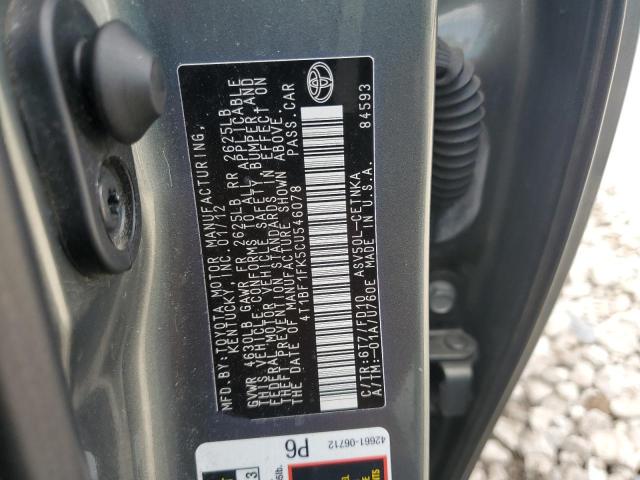 MFD.BY: TOYOTA MOTOR MANUFACTURING,
KENTUCKY, INC. 01/12
GVWR 4630LB GAWR FR 2625LB RR 2625LB
THIS VEHICLE CONFORMS TO ALL APPLICABLE
FEDERAL MOTOR VEHICLE SAFETY, BUMPER AND
THEFT PREVENTION STANDARDS IN EFFECT ON
THE DATE OF MANUFACTURE SHOWN ABOVE.
4T1BF1FK5CU546078 PASS.CAR
C/TR:6T7/FD10 ASV50L-CETNKA
A/TM:-01A/U760E MADE IN U.S.A. 84593
42661-06712
P6